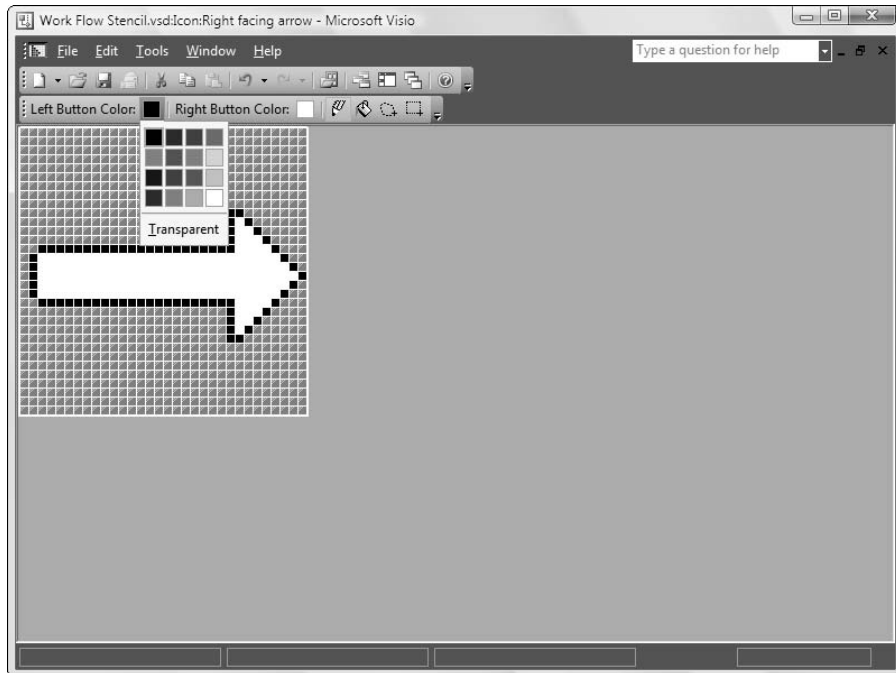 Work Flow Stencil.vsd:Icon:Right facing arrow - Microsoft Visio
File Edit Tools Window Help Type a question for help
Left Button Color: Right Button Color:
Transparent